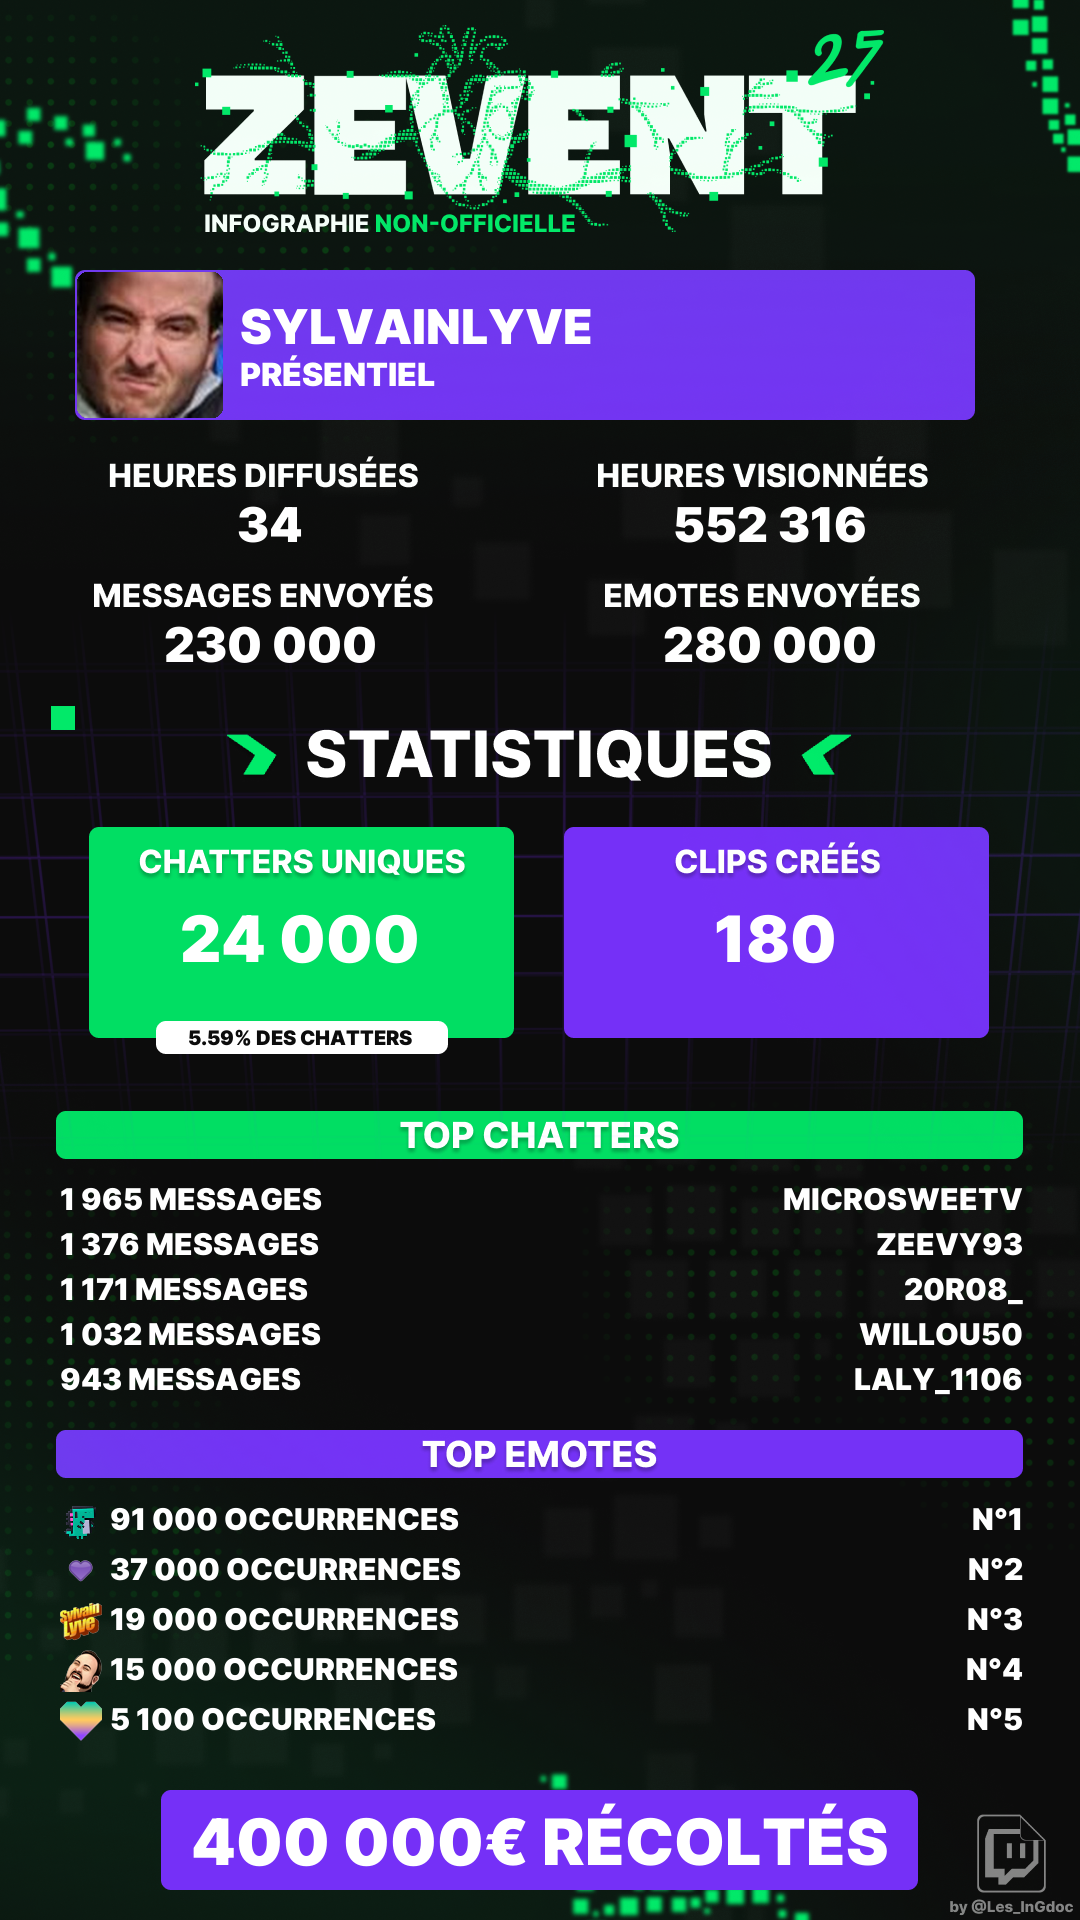 ZEVENT 25
INFOGRAPHIE NON-OFFICIELLE
SYLVAINLYVE
PRÉSENTIEL
HEURES DIFFUSÉES
34
HEURES VISIONNÉES
552 316
MESSAGES ENVOYÉS
230 000
EMOTES ENVOYÉES
280 000
STATISTIQUES
CHATTERS UNIQUES
24 000
5.59% DES CHATTERS
CLIPS CRÉÉS
180
TOP CHATTERS
1 965 MESSAGES MICROSWEETV
1 376 MESSAGES ZEEVY93
1 171 MESSAGES 20R08_
1 032 MESSAGES WILLOU50
943 MESSAGES LALY_1106
TOP EMOTES
91 000 OCCURRENCES N°1
37 000 OCCURRENCES N°2
Sylvain Lyve 19 000 OCCURRENCES N°3
15 000 OCCURRENCES N°4
5 100 OCCURRENCES N°5
400 000€ RÉCOLTÉS
by @Les_InGdoc